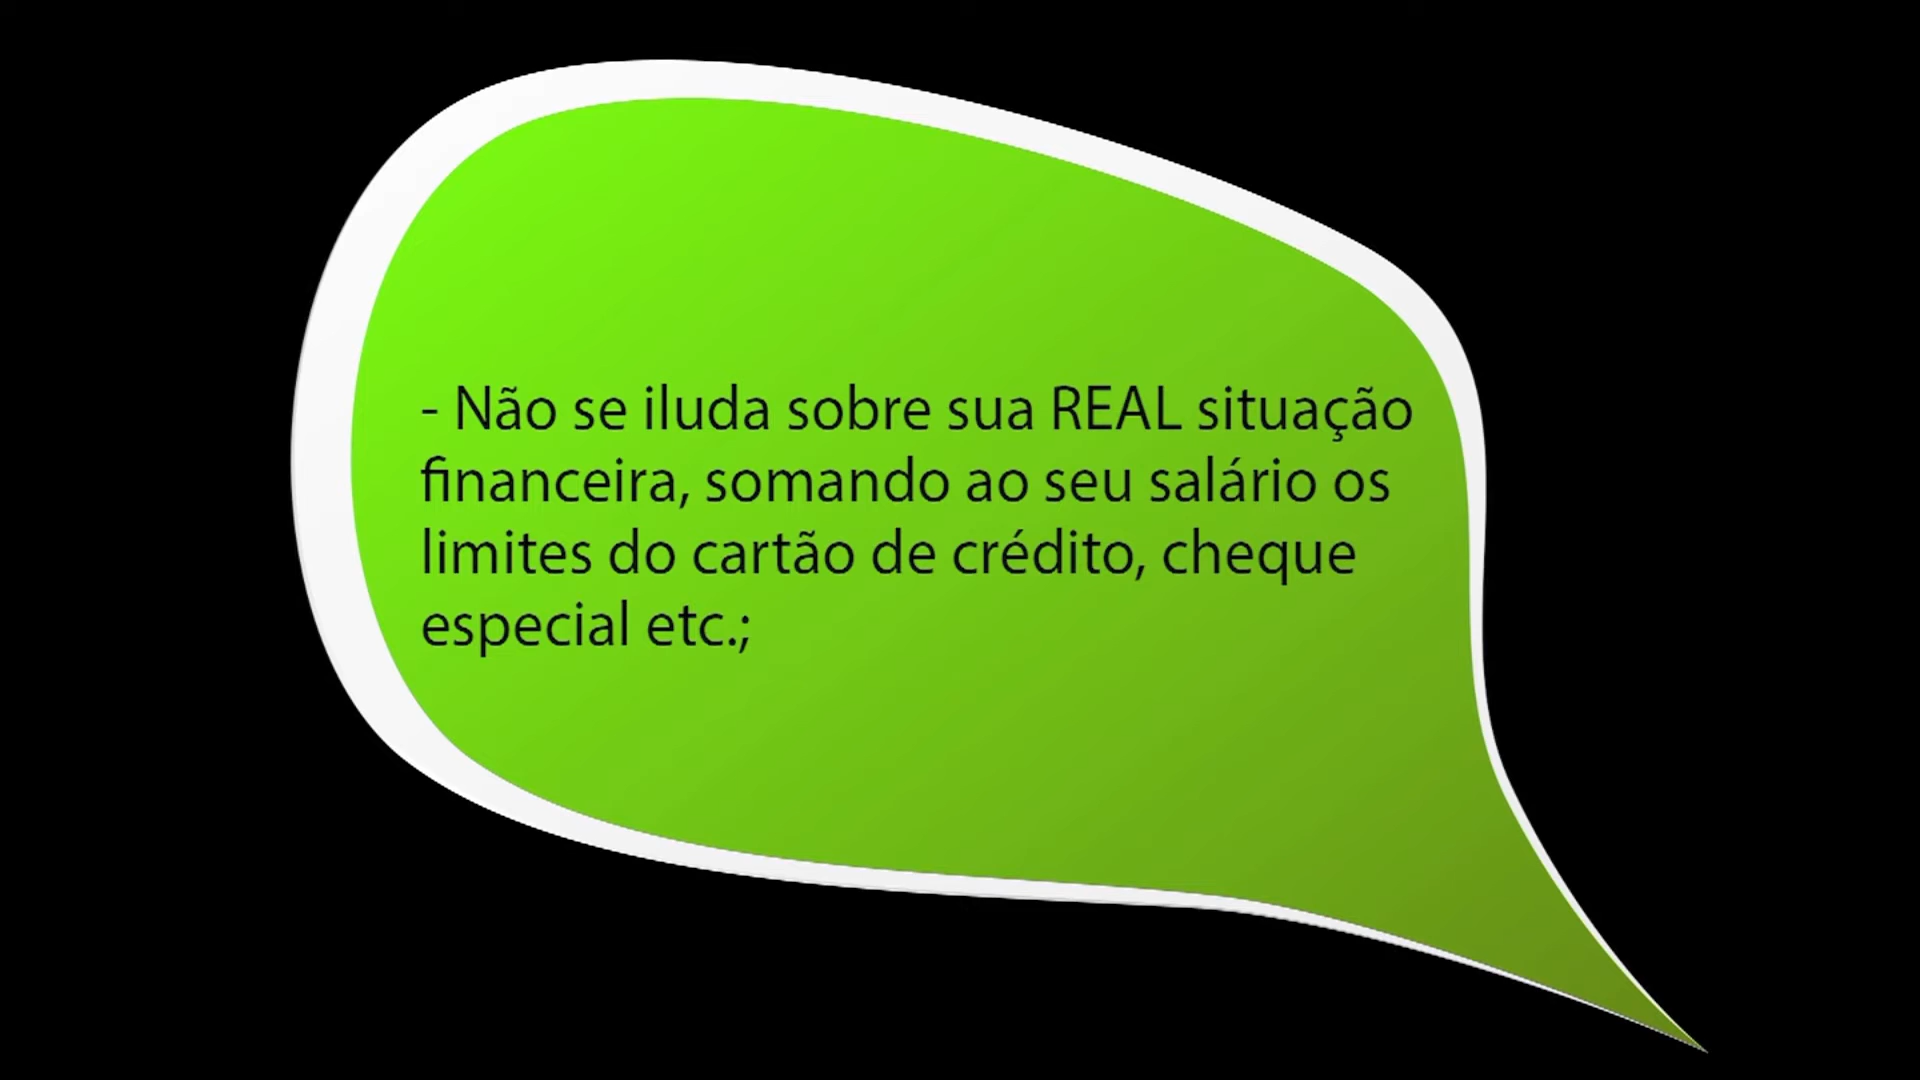 - Não se iluda sobre sua REAL situação
financeira, somando ao seu salário os
limites do cartão de crédito, cheque
especial etc.;